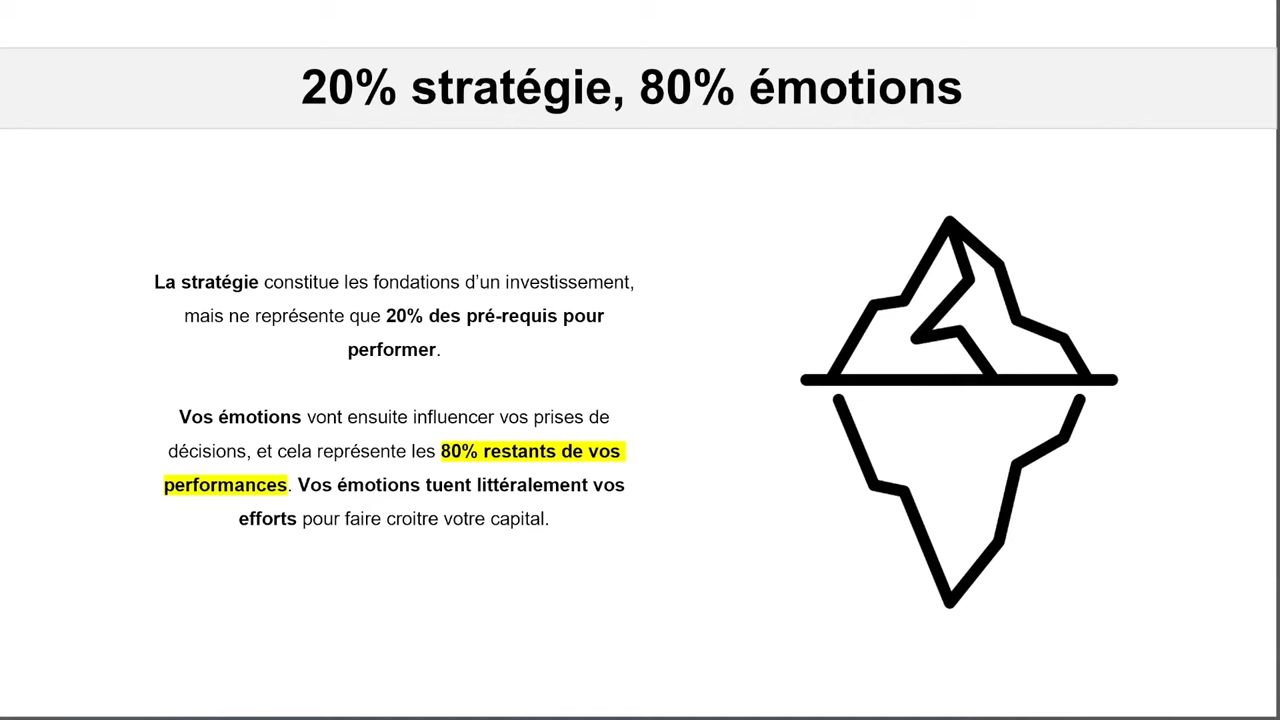 20% stratégie, 80% émotions
La stratégie constitue les fondations d’un investissement,
mais ne représente que 20% des pré-requis pour
performer.
Vos émotions vont ensuite influencer vos prises de
décisions, et cela représente les 80% restants de vos
performances. Vos émotions tuent littéralement vos
efforts pour faire croitre votre capital.